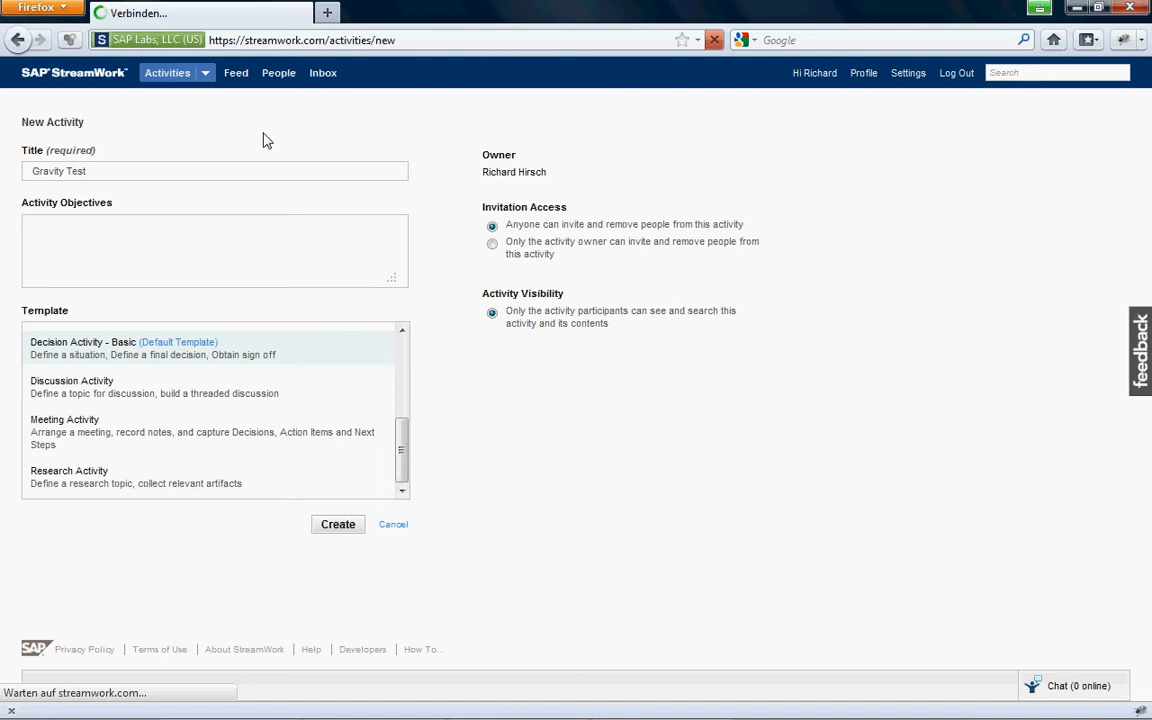 Firefox
Verbinden...
SAP Labs, LLC (US)
https://streamwork.com/activities/new
Google
SAP StreamWork
Activities
Feed
People
Inbox
Hi Richard
Profile
Settings
Log Out
Search
New Activity
Title (required)
Gravity Test
Activity Objectives
Template
Decision Activity - Basic (Default Template)
Define a situation, Define a final decision, Obtain sign off
Discussion Activity
Define a topic for discussion, build a threaded discussion
Meeting Activity
Arrange a meeting, record notes, and capture Decisions, Action Items and Next
Steps
Research Activity
Define a research topic, collect relevant artifacts
Create
Cancel
Owner
Richard Hirsch
Invitation Access
Anyone can invite and remove people from this activity
Only the activity owner can invite and remove people from
this activity
Activity Visibility
Only the activity participants can see and search this
activity and its contents
feedback
SAP
Privacy Policy
Terms of Use
About StreamWork
Help
Developers
How To...
Chat (0 online)
Warten auf streamwork.com...